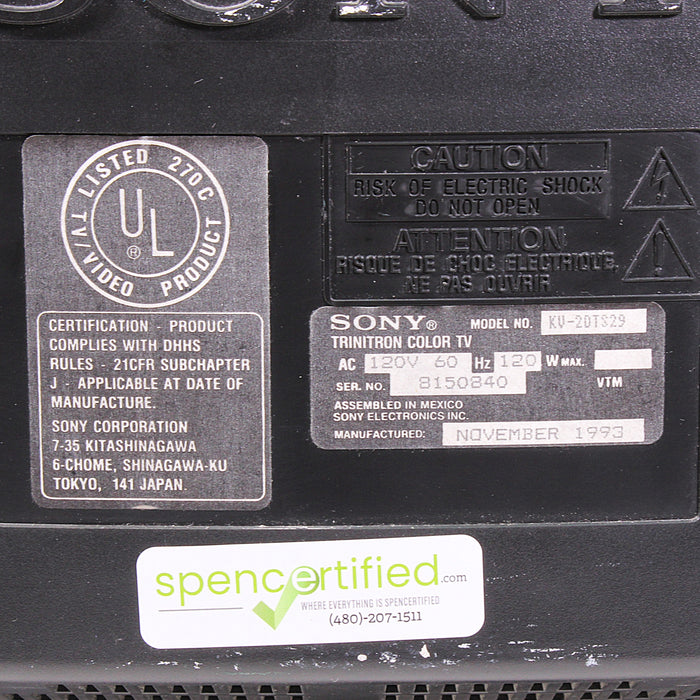 SONY
LISTED 270C
UL
®
TV/VIDEO PRODUCT
CERTIFICATION - PRODUCT
COMPLIES WITH DHHS
RULES - 21CFR SUBCHAPTER
J - APPLICABLE AT DATE OF
MANUFACTURE.
SONY CORPORATION
7-35 KITASHINAGAWA
6-CHOME, SHINAGAWA-KU
TOKYO, 141 JAPAN.
CAUTION
RISK OF ELECTRIC SHOCK
DO NOT OPEN
ATTENTION
RISQUE DE CHOC ELECTRIQUE,
NE PAS OUVRIR
SONY® MODEL NO. KV-20TS29
TRINITRON COLOR TV
AC 120V 60 Hz 120 W MAX.
SER. NO. 8150840 VTM
ASSEMBLED IN MEXICO
SONY ELECTRONICS INC.
MANUFACTURED: NOVEMBER 1993
spencertified.com
WHERE EVERYTHING IS SPENCERTIFIED
(480)-207-1511